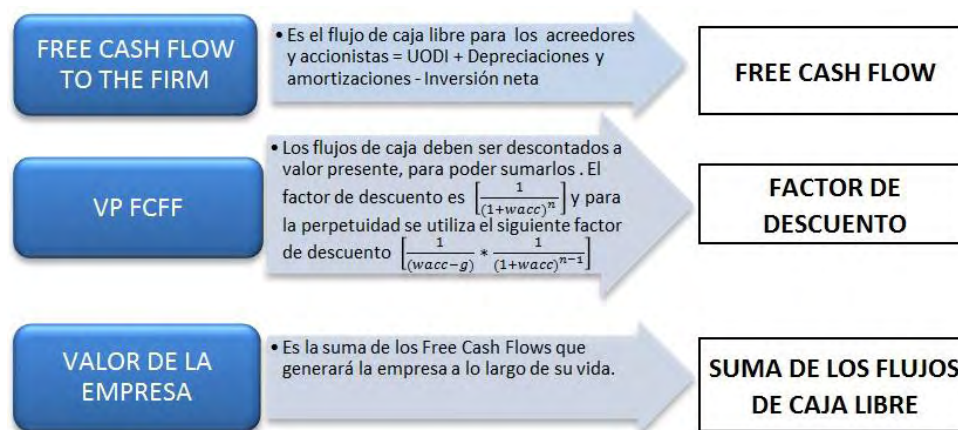 FREE CASH FLOW
TO THE FIRM
• Es el flujo de caja libre para los acreedores
y accionistas = UODI + Depreciaciones y
amortizaciones - Inversión neta
FREE CASH FLOW
VP FCFF
• Los flujos de caja deben ser descontados a
valor presente, para poder sumarlos . El
factor de descuento es [1/(1+wacc)^n] y para
la perpetuidad se utiliza el siguiente factor
de descuento [1/(wacc−g) * 1/(1+wacc)^(n−1)]
FACTOR DE
DESCUENTO
VALOR DE LA
EMPRESA
• Es la suma de los Free Cash Flows que
generará la empresa a lo largo de su vida.
SUMA DE LOS FLUJOS
DE CAJA LIBRE